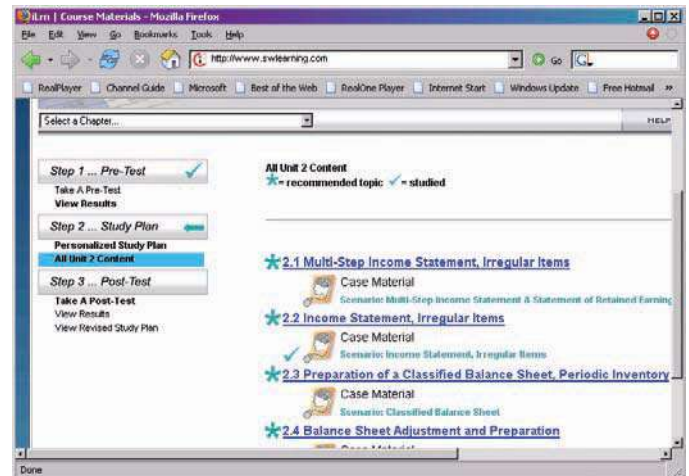 iLrn | Course Materials - Mozilla Firefox
File Edit View Go Bookmarks Tools Help
http://www.swlearning.com
Go
G
RealPlayer Channel Guide Microsoft Best of the Web RealOne Player Internet Start Windows Update Free Hotmail »
Select a Chapter...
HELP
Step 1 ... Pre-Test
Take A Pre-Test
View Results
Step 2 ... Study Plan
Personalized Study Plan
All Unit 2 Content
Step 3 ... Post-Test
Take A Post-Test
View Results
View Revised Study Plan
All Unit 2 Content
*= recommended topic ✓= studied
*2.1 Multi-Step Income Statement, Irregular Items
Case Material
Scenario: Multi-Step Income Statement & Statement of Retained Earning
*2.2 Income Statement, Irregular Items
Case Material
✓ Scenario: Income Statement, Irregular Items
*2.3 Preparation of a Classified Balance Sheet, Periodic Inventory
Case Material
Scenario: Classified Balance Sheet
*2.4 Balance Sheet Adjustment and Preparation
Case Material
Done